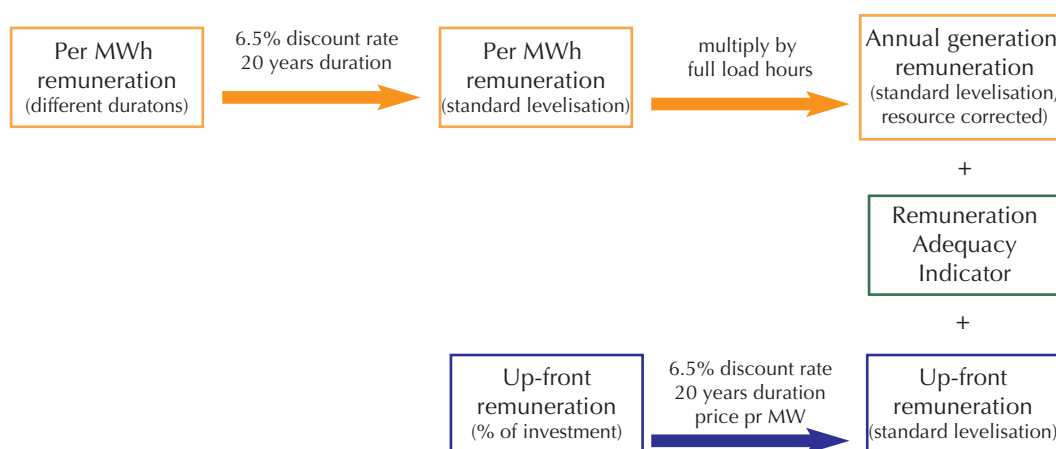 Per MWh
remuneration
(different duratons)
6.5% discount rate
20 years duration
Per MWh
remuneration
(standard levelisation)
multiply by
full load hours
Annual generation
remuneration
(standard levelisation,
resource corrected)
+
Remuneration
Adequacy
Indicator
+
Up-front
remuneration
(% of investment)
6.5% discount rate
20 years duration
price pr MW
Up-front
remuneration
(standard levelisation)